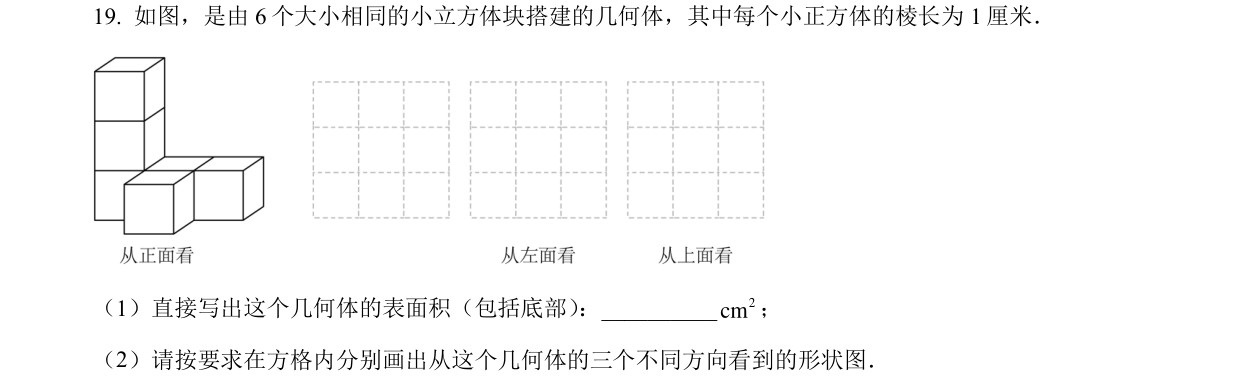 19. 如图，是由 6 个大小相同的小立方体块搭建的几何体，其中每个小正方体的棱长为 1 厘米．
从正面看
从左面看
从上面看
（1）直接写出这个几何体的表面积（包括底部）：__________cm²；
（2）请按要求在方格内分别画出从这个几何体的三个不同方向看到的形状图．